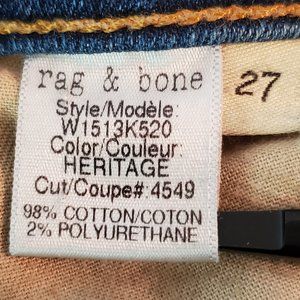 rag & bone
Style/Modèle:
W1513K520
Color/Couleur:
HERITAGE
Cut/Coupe#: 4549
98% COTTON/COTON
2% POLYURETHANE
27